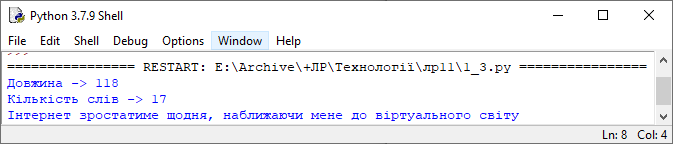 Python 3.7.9 Shell
File Edit Shell Debug Options Window Help
>>>
================ RESTART: E:\Archive\+ЛР\Технології\лр11\1_3.py ================
Довжина -> 118
Кількість слів -> 17
Інтернет зростатиме щодня, наближаючи мене до віртуального світу
Ln: 8 Col: 4